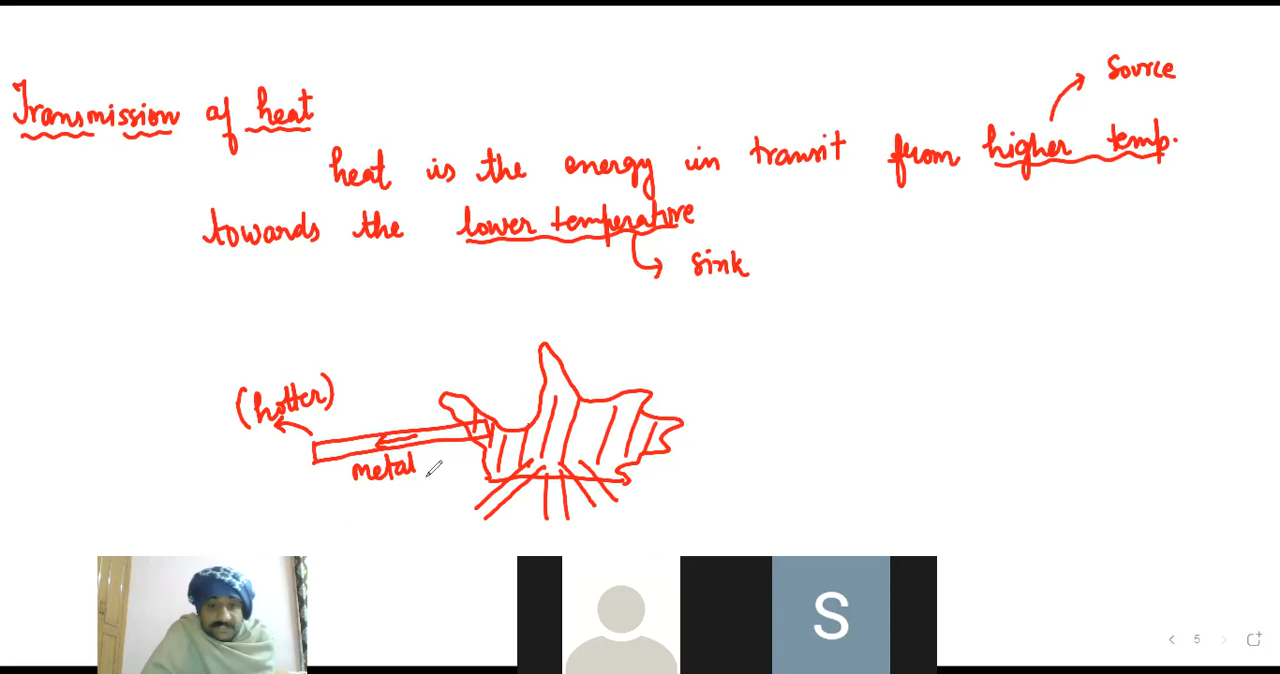 Source
Transmission of heat
heat is the energy in transit from higher temp.
towards the lower temperature
Sink
(hotter)
metal
S
5